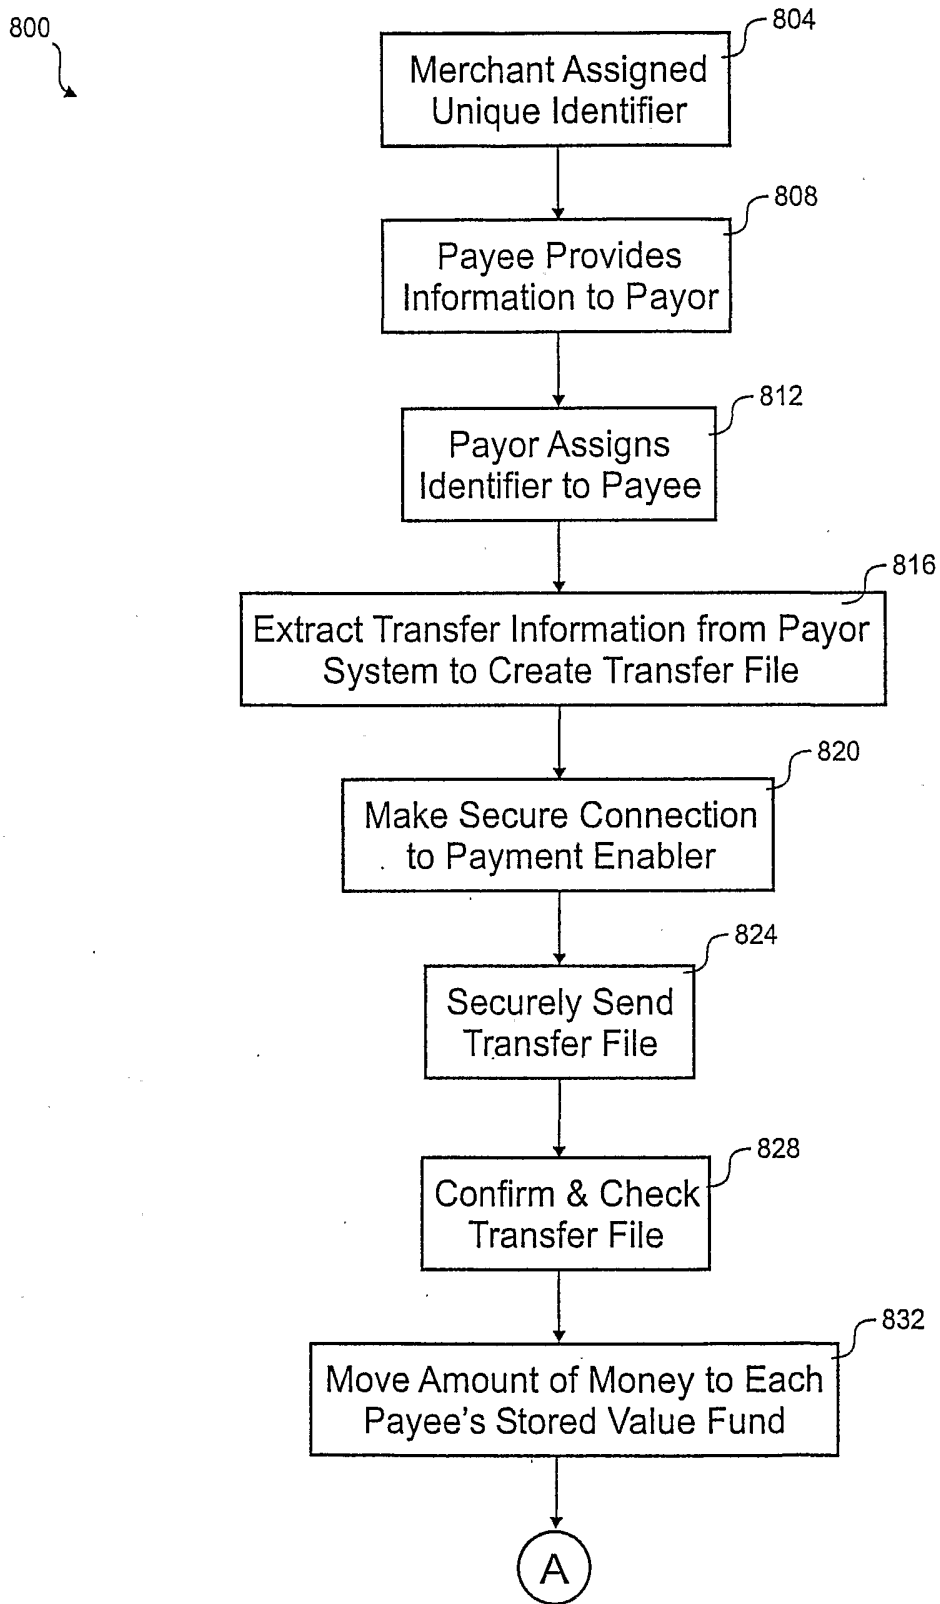 800
804
Merchant Assigned
Unique Identifier
808
Payee Provides
Information to Payor
812
Payor Assigns
Identifier to Payee
816
Extract Transfer Information from Payor
System to Create Transfer File
820
Make Secure Connection
to Payment Enabler
824
Securely Send
Transfer File
828
Confirm & Check
Transfer File
832
Move Amount of Money to Each
Payee's Stored Value Fund
A